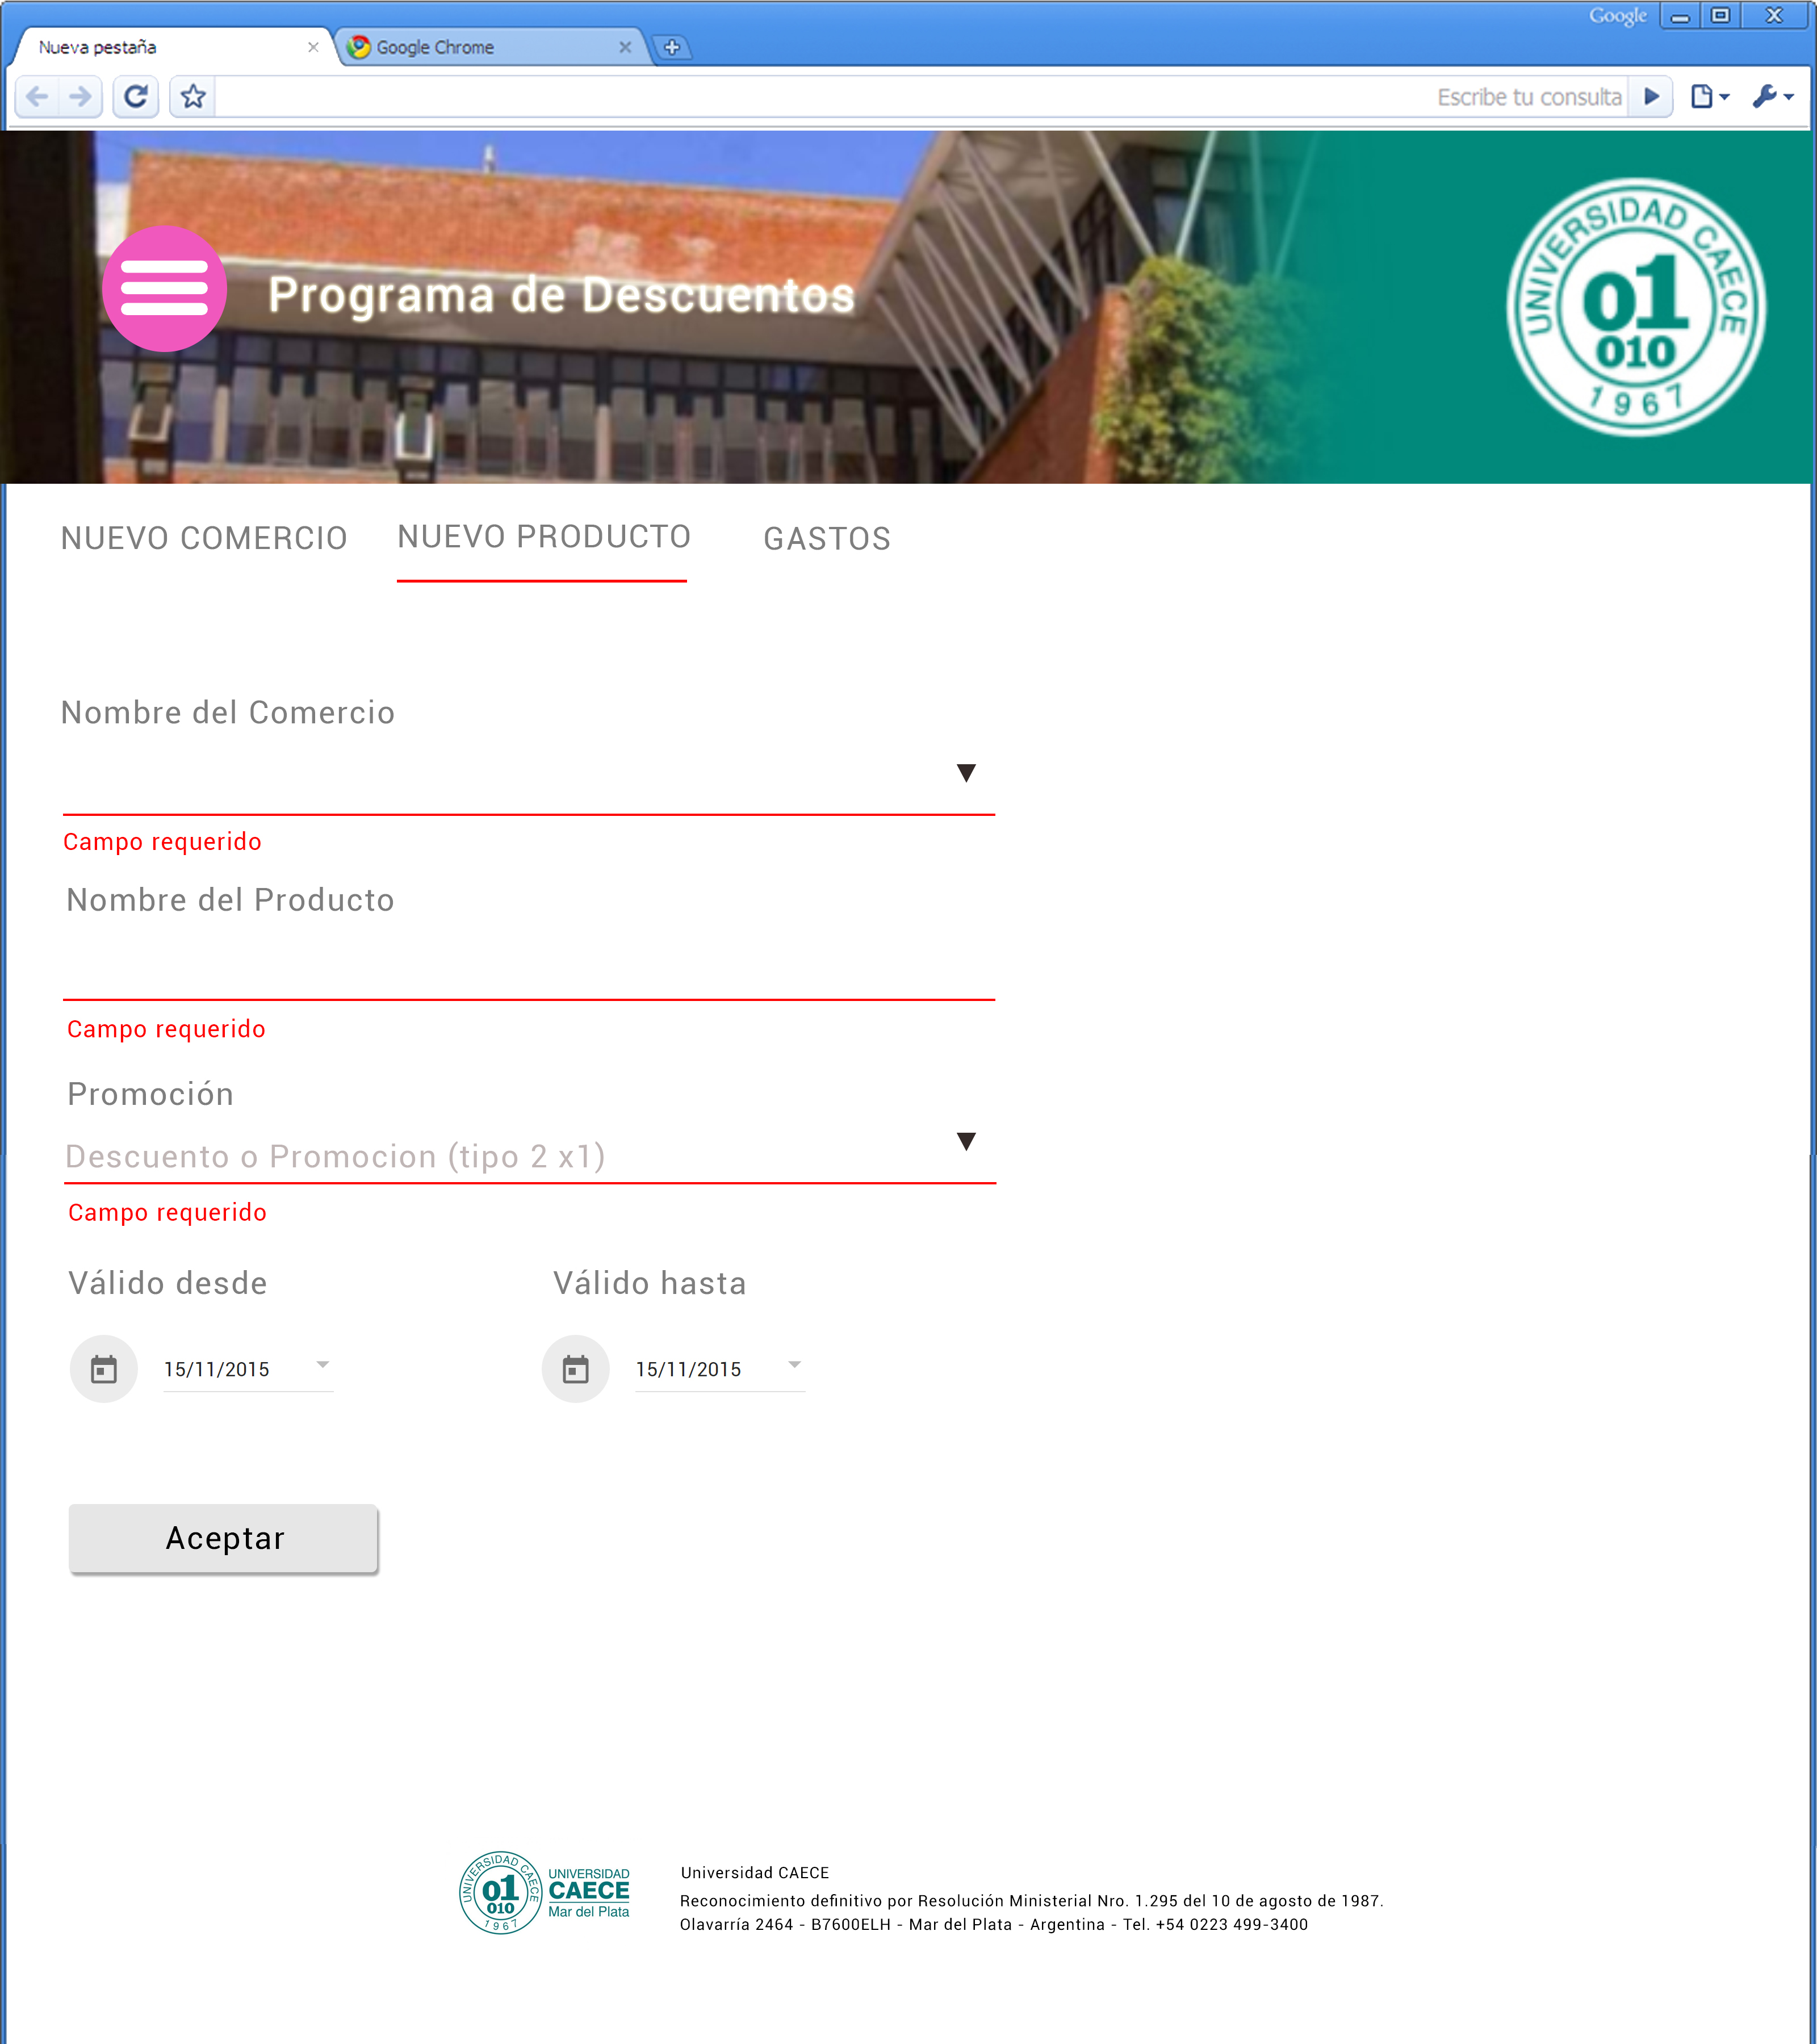 Google
Nueva pestaña
Google Chrome
Escribe tu consulta
Programa de Descuentos
UNIVERSIDAD CAECE
01
010
1967
NUEVO COMERCIO
NUEVO PRODUCTO
GASTOS
Nombre del Comercio
Campo requerido
Nombre del Producto
Campo requerido
Promoción
Descuento o Promocion (tipo 2 x1)
Campo requerido
Válido desde
Válido hasta
15/11/2015
15/11/2015
Aceptar
UNIVERSIDAD CAECE
01
010
1967
UNIVERSIDAD
CAECE
Mar del Plata
Universidad CAECE
Reconocimiento definitivo por Resolución Ministerial Nro. 1.295 del 10 de agosto de 1987.
Olavarría 2464 - B7600ELH - Mar del Plata - Argentina - Tel. +54 0223 499-3400